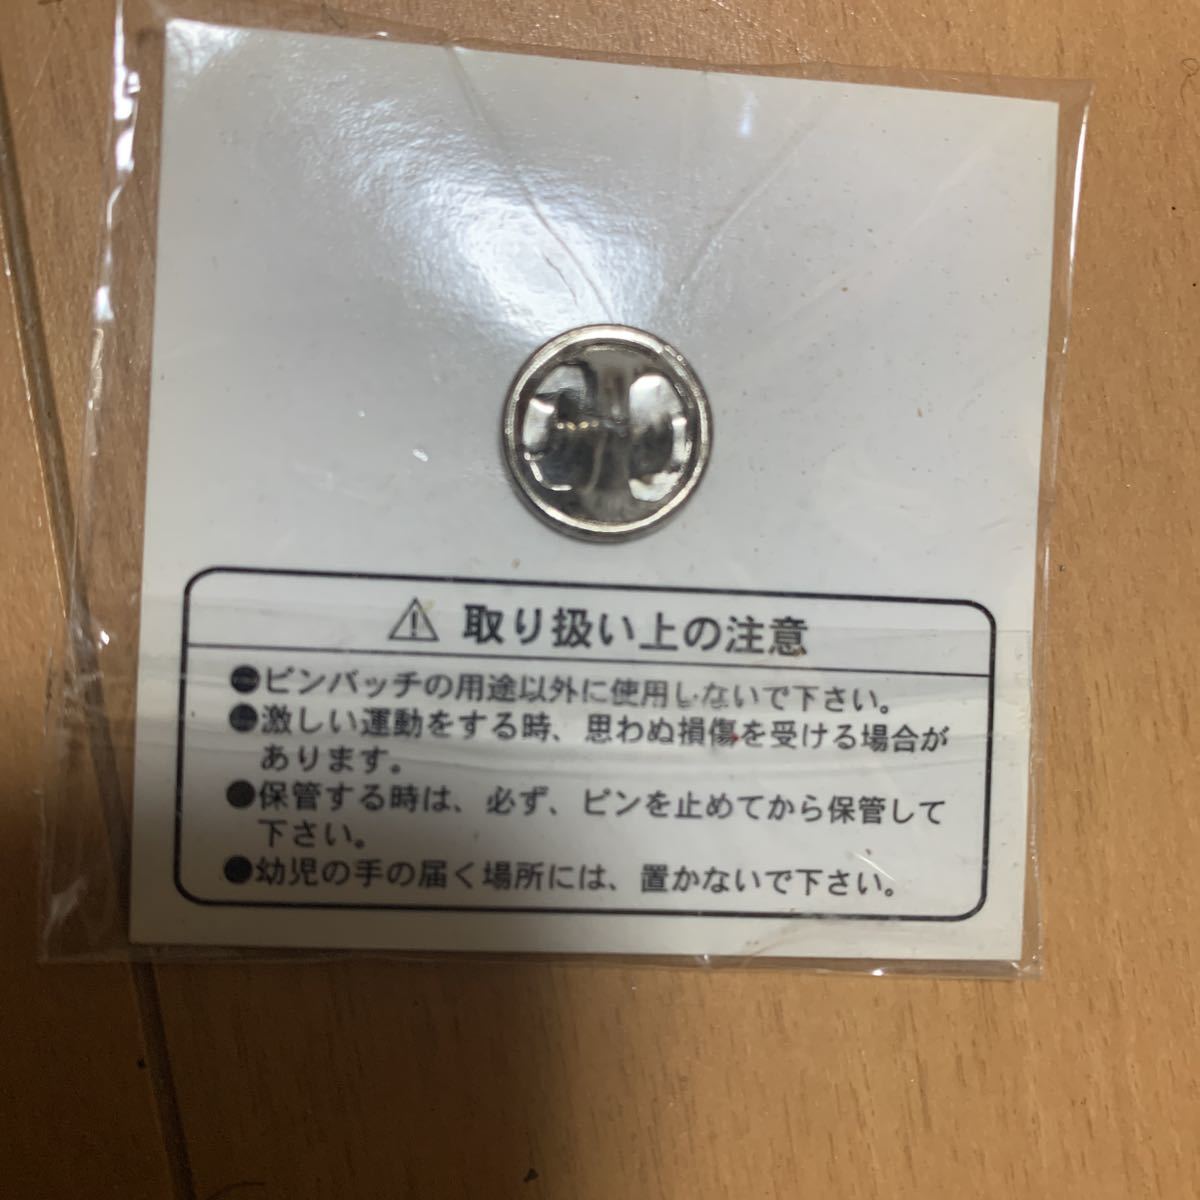 ⚠ 取り扱い上の注意
●ピンバッチの用途以外に使用しないで下さい。
●激しい運動をする時、思わぬ損傷を受ける場合が
あります。
●保管する時は、必ず、ピンを止めてから保管して
下さい。
●幼児の手の届く場所には、置かないで下さい。